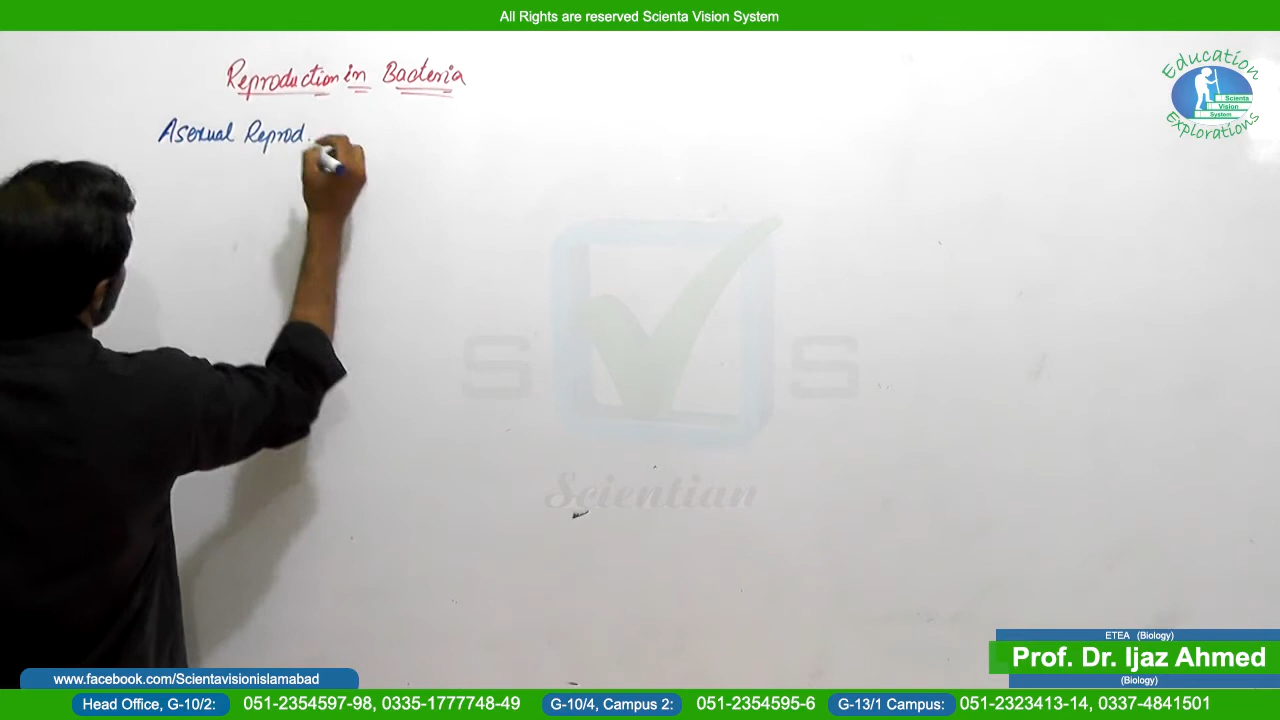 All Rights are reserved Scienta Vision System
Reproduction in Bacteria
Asexual Reprod.
Education
Scienta
Vision
System
Explorations
S S
Scientian
ETEA (Biology)
Prof. Dr. Ijaz Ahmed
(Biology)
www.facebook.com/Scientavisionislamabad
Head Office, G-10/2: 051-2354597-98, 0335-1777748-49 G-10/4, Campus 2: 051-2354595-6 G-13/1 Campus: 051-2323413-14, 0337-4841501